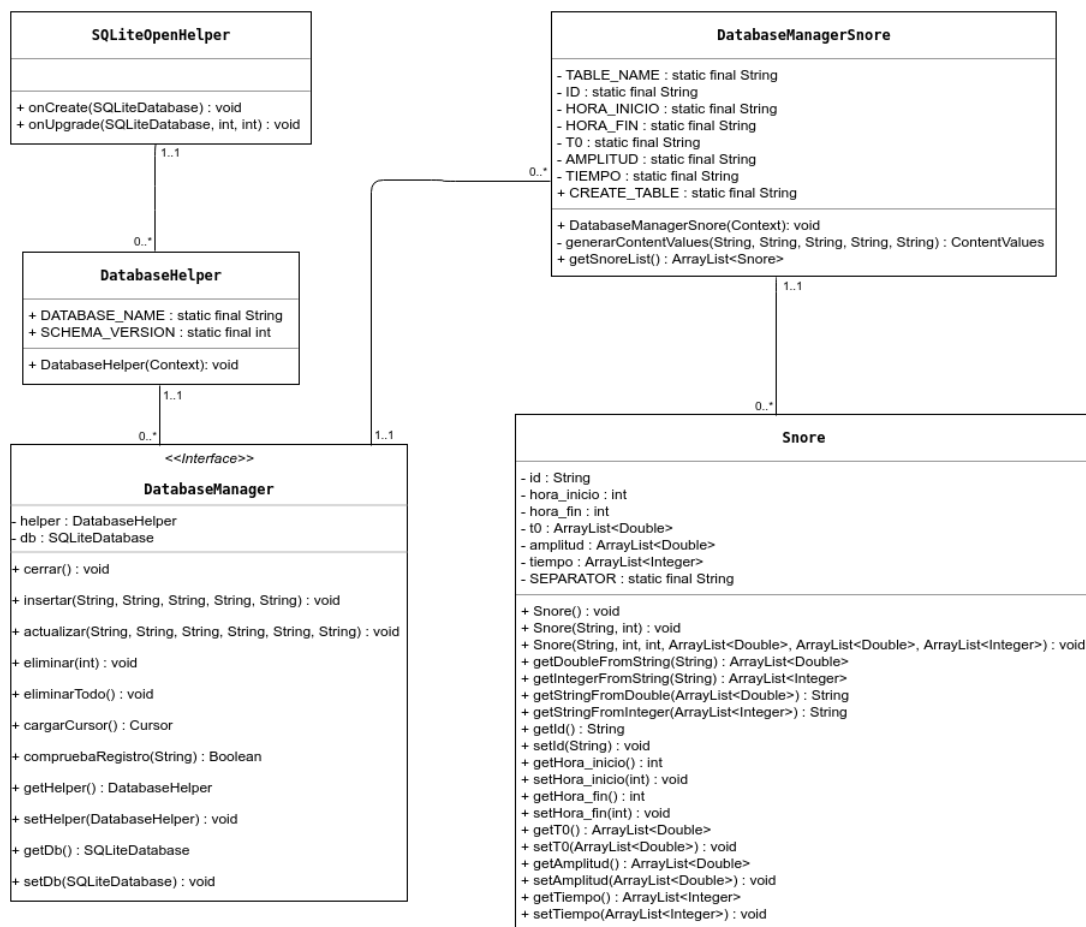 SQLiteOpenHelper
+ onCreate(SQLiteDatabase) : void
+ onUpgrade(SQLiteDatabase, int, int) : void
1..1
0..*
DatabaseHelper
+ DATABASE_NAME : static final String
+ SCHEMA_VERSION : static final int
+ DatabaseHelper(Context): void
1..1
0..*
1..1
<<Interface>>
DatabaseManager
- helper : DatabaseHelper
- db : SQLiteDatabase
+ cerrar() : void
+ insertar(String, String, String, String, String) : void
+ actualizar(String, String, String, String, String, String) : void
+ eliminar(int) : void
+ eliminarTodo() : void
+ cargarCursor() : Cursor
+ compruebaRegistro(String) : Boolean
+ getHelper() : DatabaseHelper
+ setHelper(DatabaseHelper) : void
+ getDb() : SQLiteDatabase
+ setDb(SQLiteDatabase) : void
DatabaseManagerSnore
- TABLE_NAME : static final String
- ID : static final String
- HORA_INICIO : static final String
- HORA_FIN : static final String
- T0 : static final String
- AMPLITUD : static final String
- TIEMPO : static final String
+ CREATE_TABLE : static final String
0..*
+ DatabaseManagerSnore(Context): void
- generarContentValues(String, String, String, String, String) : ContentValues
+ getSnoreList() : ArrayList<Snore>
1..1
0..*
Snore
- id : String
- hora_inicio : int
- hora_fin : int
- t0 : ArrayList<Double>
- amplitud : ArrayList<Double>
- tiempo : ArrayList<Integer>
- SEPARATOR : static final String
+ Snore() : void
+ Snore(String, int) : void
+ Snore(String, int, int, ArrayList<Double>, ArrayList<Double>, ArrayList<Integer>) : void
+ getDoubleFromString(String) : ArrayList<Double>
+ getIntegerFromString(String) : ArrayList<Integer>
+ getStringFromDouble(ArrayList<Double>) : String
+ getStringFromInteger(ArrayList<Integer>) : String
+ getId() : String
+ setId(String) : void
+ getHora_inicio() : int
+ setHora_inicio(int) : void
+ getHora_fin() : int
+ setHora_fin(int) : void
+ getT0() : ArrayList<Double>
+ setT0(ArrayList<Double>) : void
+ getAmplitud() : ArrayList<Double>
+ setAmplitud(ArrayList<Double>) : void
+ getTiempo() : ArrayList<Integer>
+ setTiempo(ArrayList<Integer>) : void